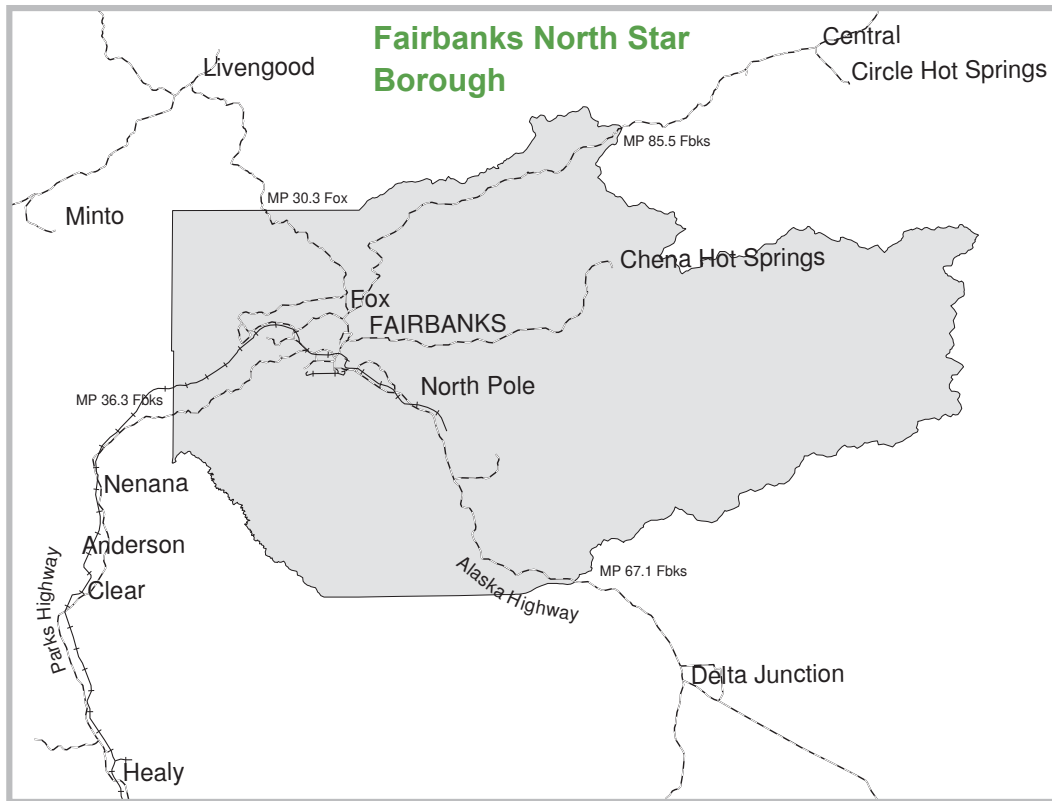 Fairbanks North Star
Borough
Central
Circle Hot Springs
Livengood
MP 85.5 Fbks
MP 30.3 Fox
Minto
Chena Hot Springs
Fox
FAIRBANKS
North Pole
MP 36.3 Fbks
Nenana
Anderson
Clear
Parks Highway
Alaska Highway
MP 67.1 Fbks
Delta Junction
Healy